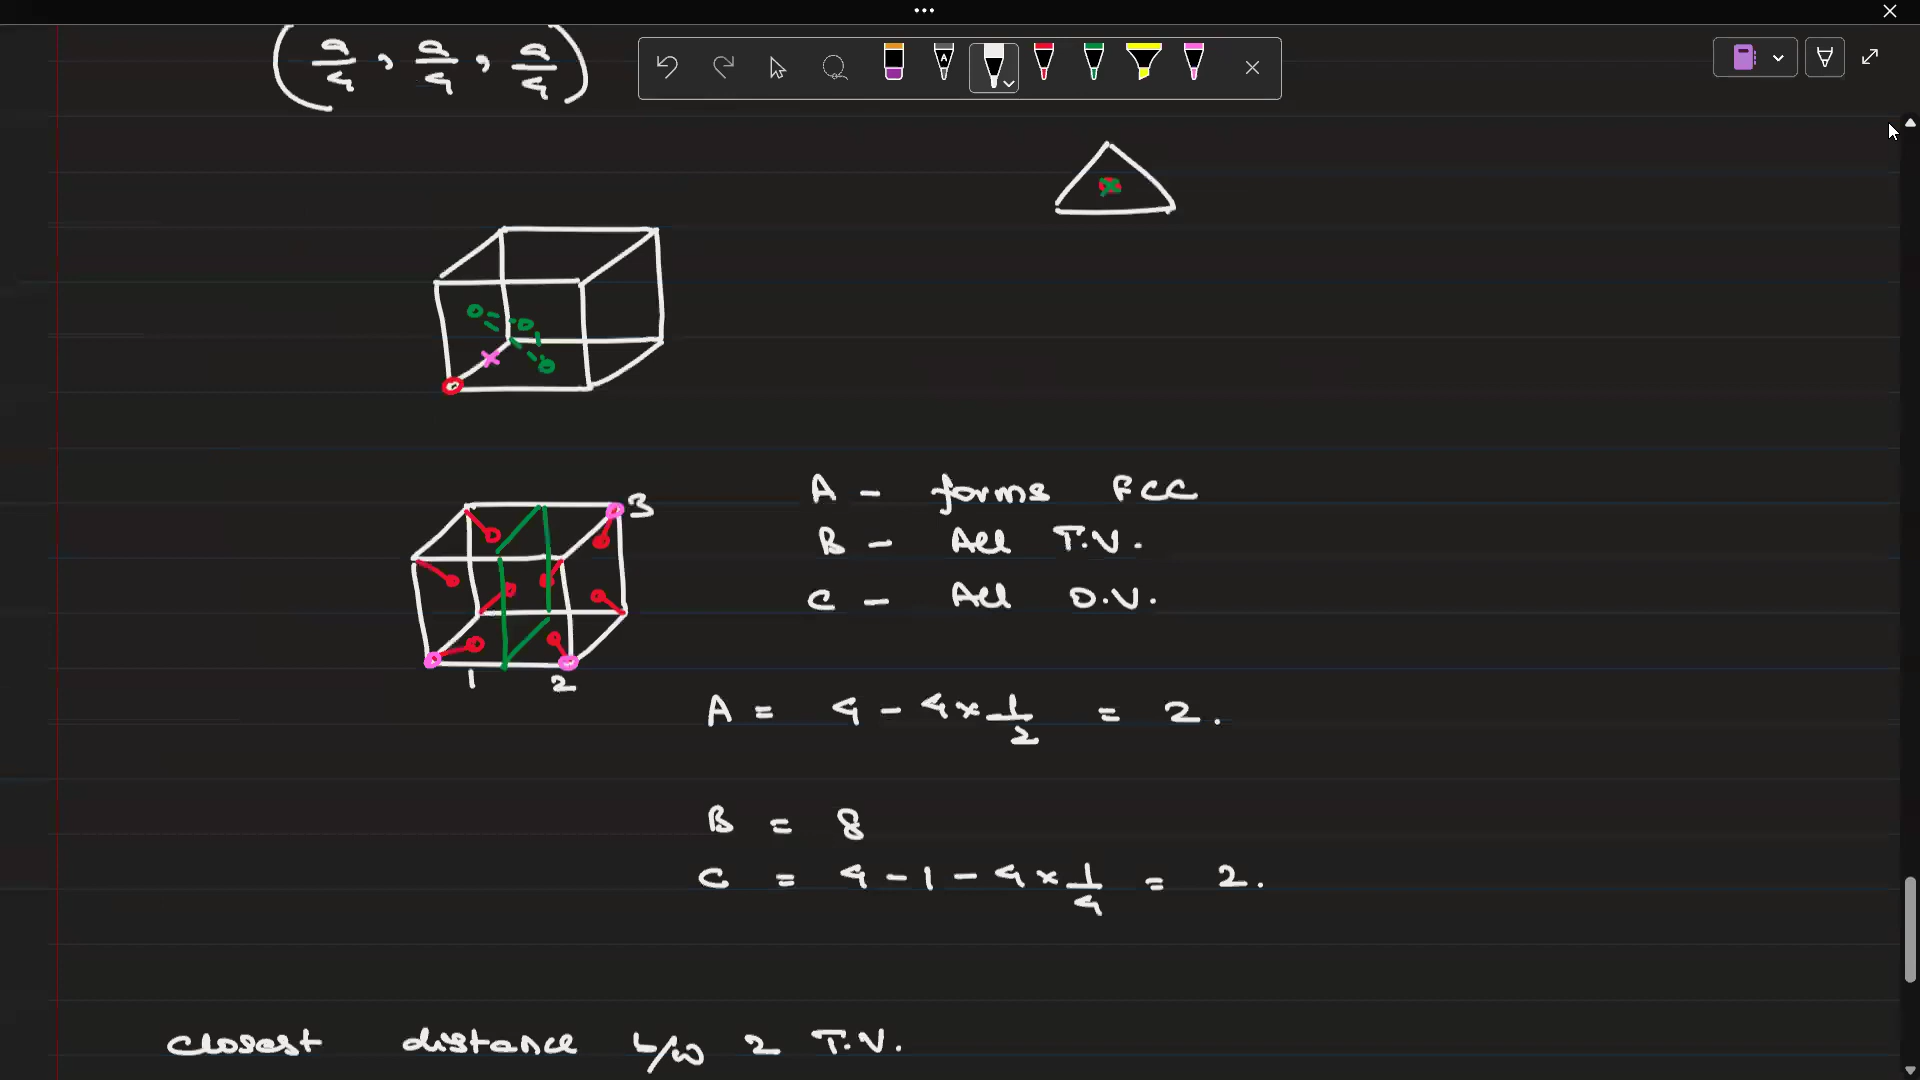 (a/4, a/4, a/4)
3
A - forms FCC
B - All T.V.
C - All O.V.
1 2
A = 4 - 4 × 1/2 = 2.
B = 8
C = 4 - 1 - 4 × 1/4 = 2.
closest distance b/w 2 T.V.